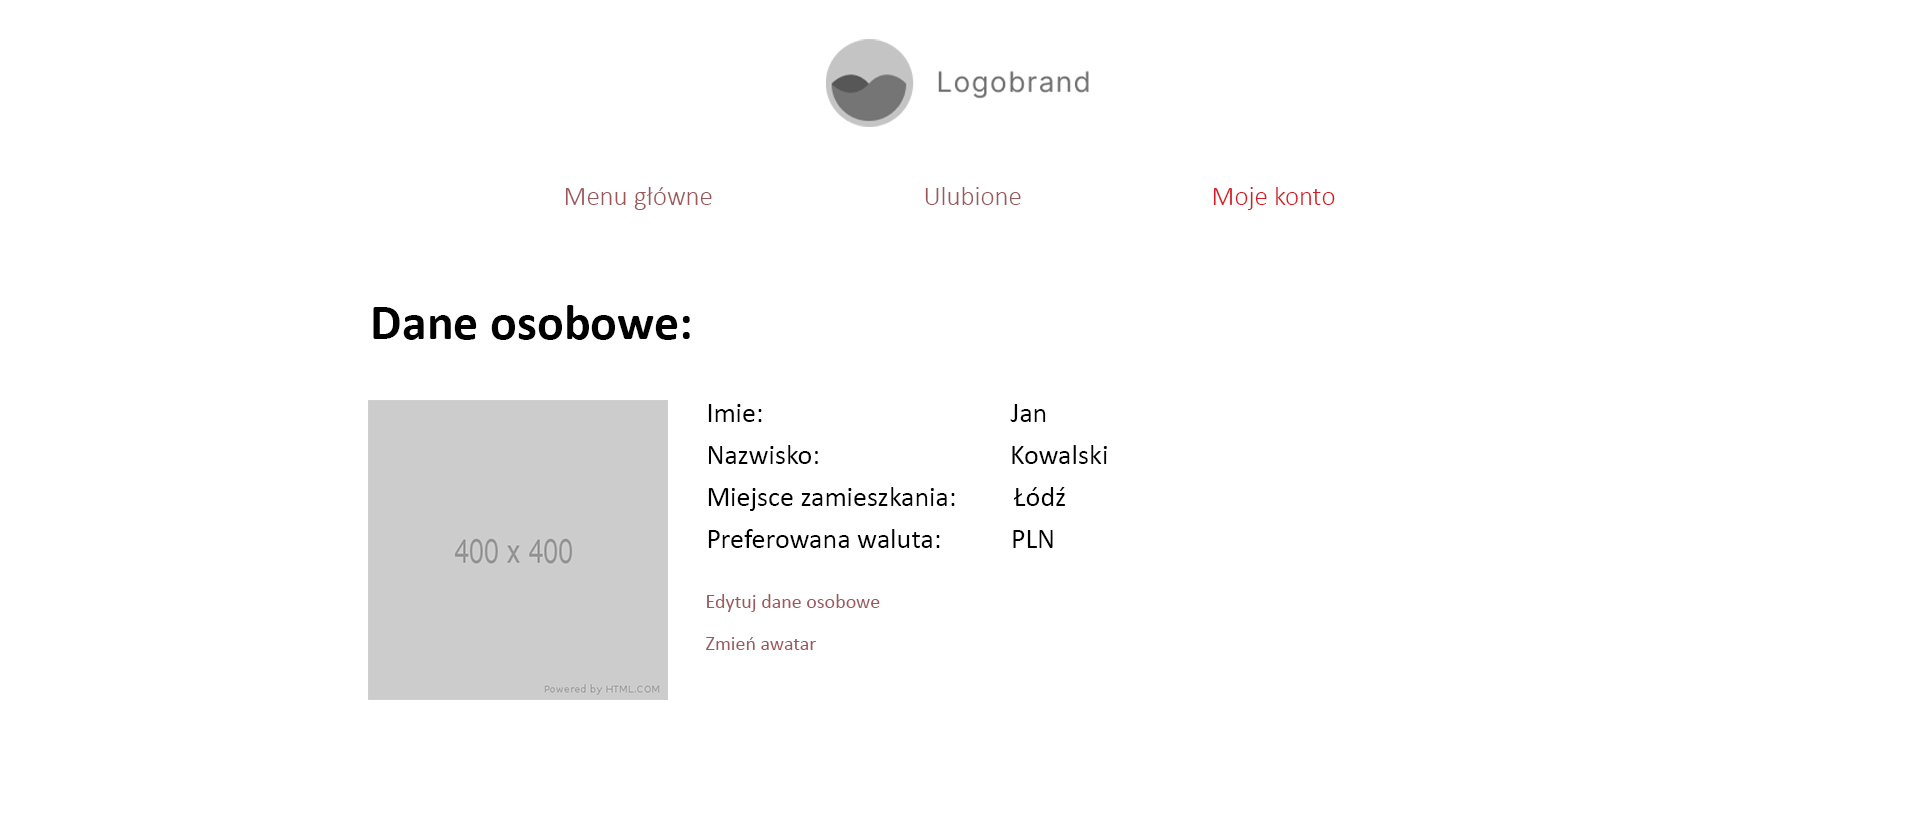 Logobrand
Menu główne Ulubione Moje konto
Dane osobowe:
Imie: Jan
Nazwisko: Kowalski
Miejsce zamieszkania: Łódź
Preferowana waluta: PLN
400 x 400
Edytuj dane osobowe
Zmień awatar
Powered by HTML.COM